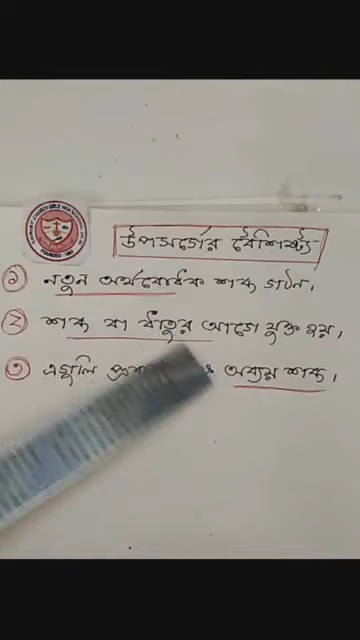 উপসর্গের বৈশিষ্ট্য
১ নতুন অর্থবোধক শব্দ গঠন।
২ শব্দ বা ধাতুর আগে যুক্ত হয়,
৩ এগুলি অব্যয় শব্দ,